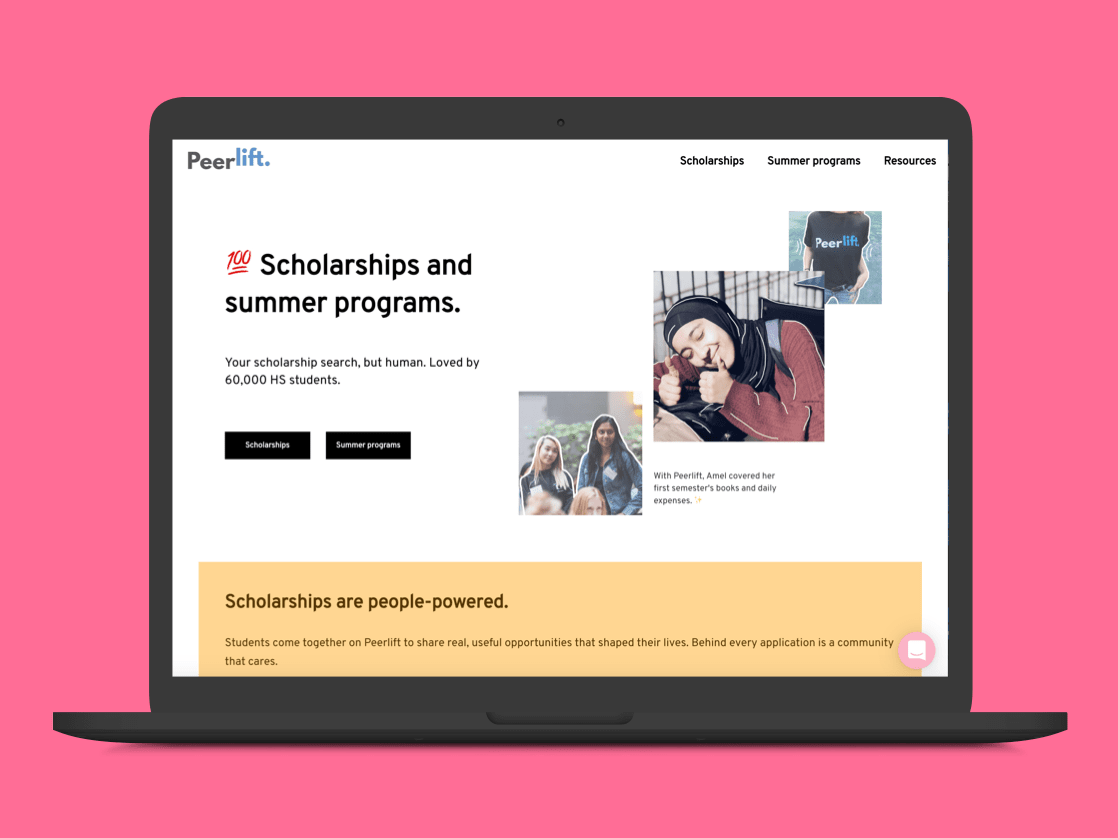 Peerlift.
Scholarships
Summer programs
Resources
💯 Scholarships and
summer programs.
Your scholarship search, but human. Loved by
60,000 HS students.
Scholarships
Summer programs
Peerlift
With Peerlift, Amel covered her
first semester's books and daily
expenses. ✨
Scholarships are people-powered.
Students come together on Peerlift to share real, useful opportunities that shaped their lives. Behind every application is a community
that cares.